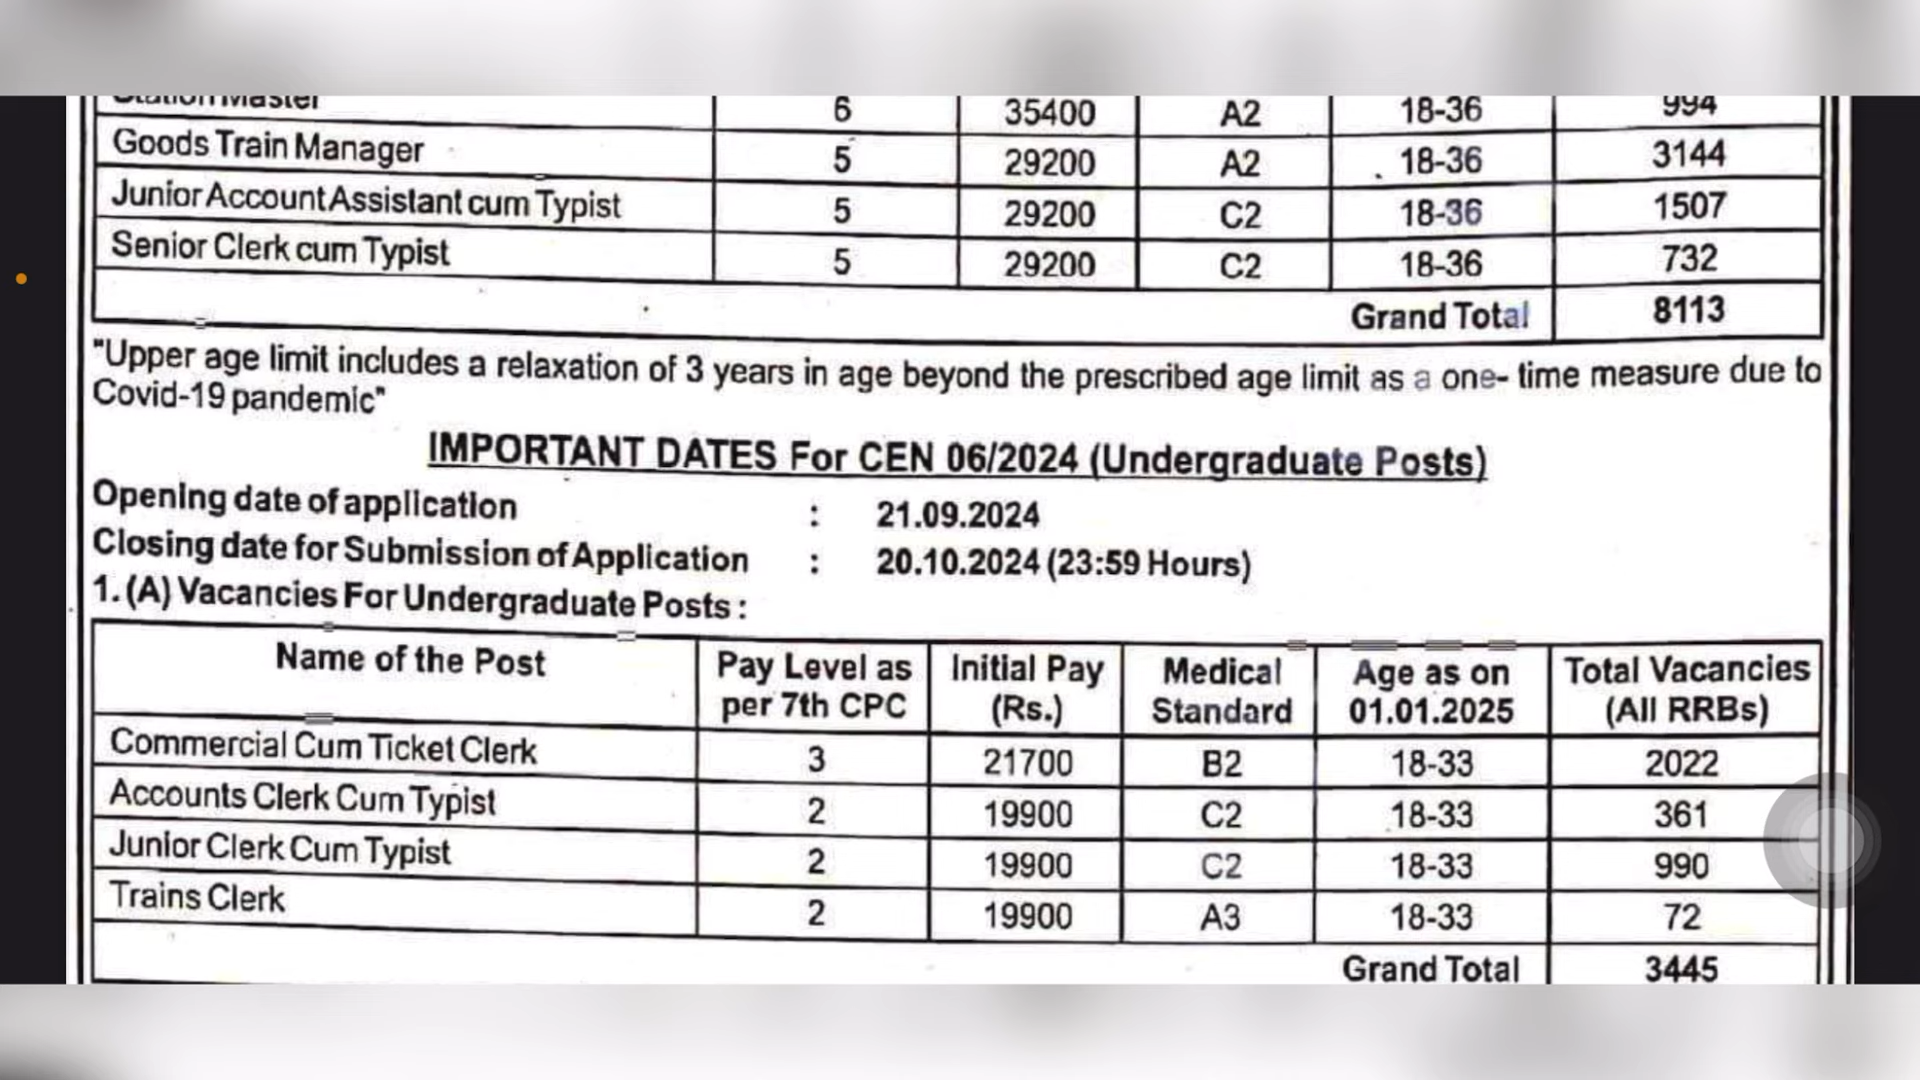 Station Master 6 35400 A2 18-36 994
Goods Train Manager 5 29200 A2 18-36 3144
Junior Account Assistant cum Typist 5 29200 C2 18-36 1507
Senior Clerk cum Typist 5 29200 C2 18-36 732
Grand Total 8113
"Upper age limit includes a relaxation of 3 years in age beyond the prescribed age limit as a one- time measure due to
Covid-19 pandemic"
IMPORTANT DATES For CEN 06/2024 (Undergraduate Posts)
Opening date of application : 21.09.2024
Closing date for Submission of Application : 20.10.2024 (23:59 Hours)
1. (A) Vacancies For Undergraduate Posts :
Name of the Post Pay Level as Initial Pay Medical Age as on Total Vacancies
per 7th CPC (Rs.) Standard 01.01.2025 (All RRBs)
Commercial Cum Ticket Clerk 3 21700 B2 18-33 2022
Accounts Clerk Cum Typist 2 19900 C2 18-33 361
Junior Clerk Cum Typist 2 19900 C2 18-33 990
Trains Clerk 2 19900 A3 18-33 72
Grand Total 3445